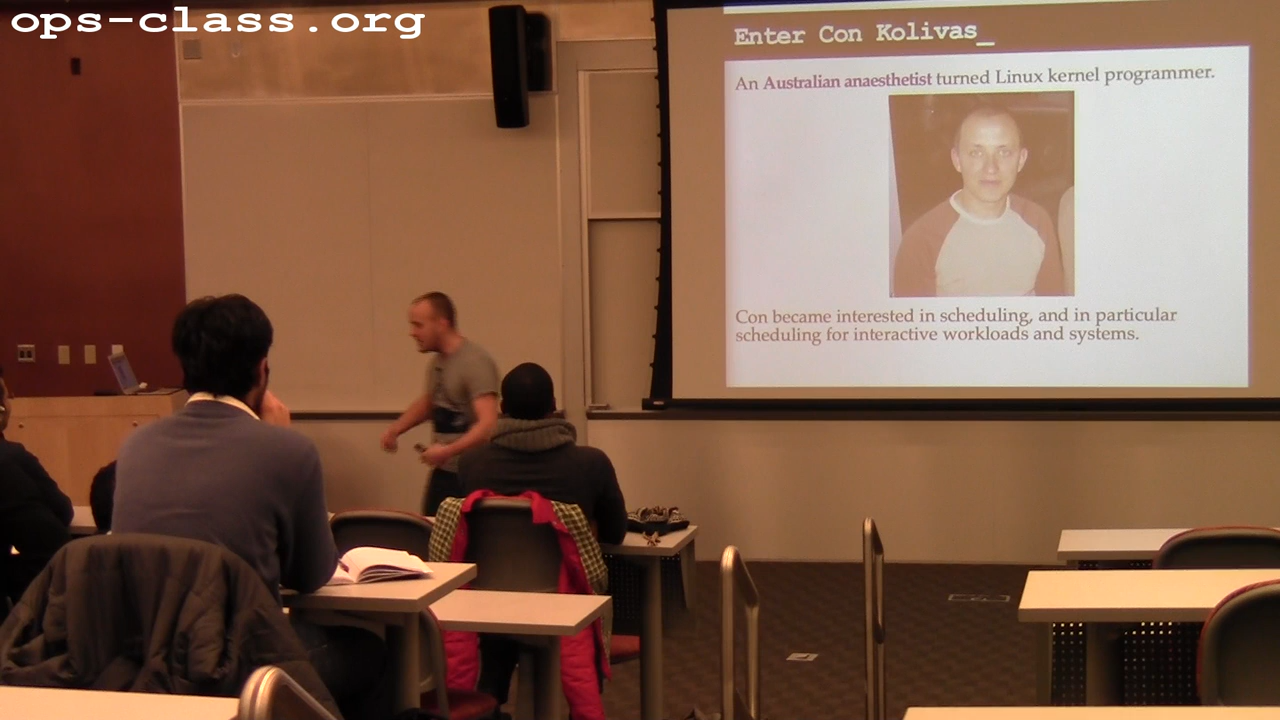 ops-class.org
Enter Con Kolivas_
An Australian anaesthetist turned Linux kernel programmer.
Con became interested in scheduling, and in particular
scheduling for interactive workloads and systems.